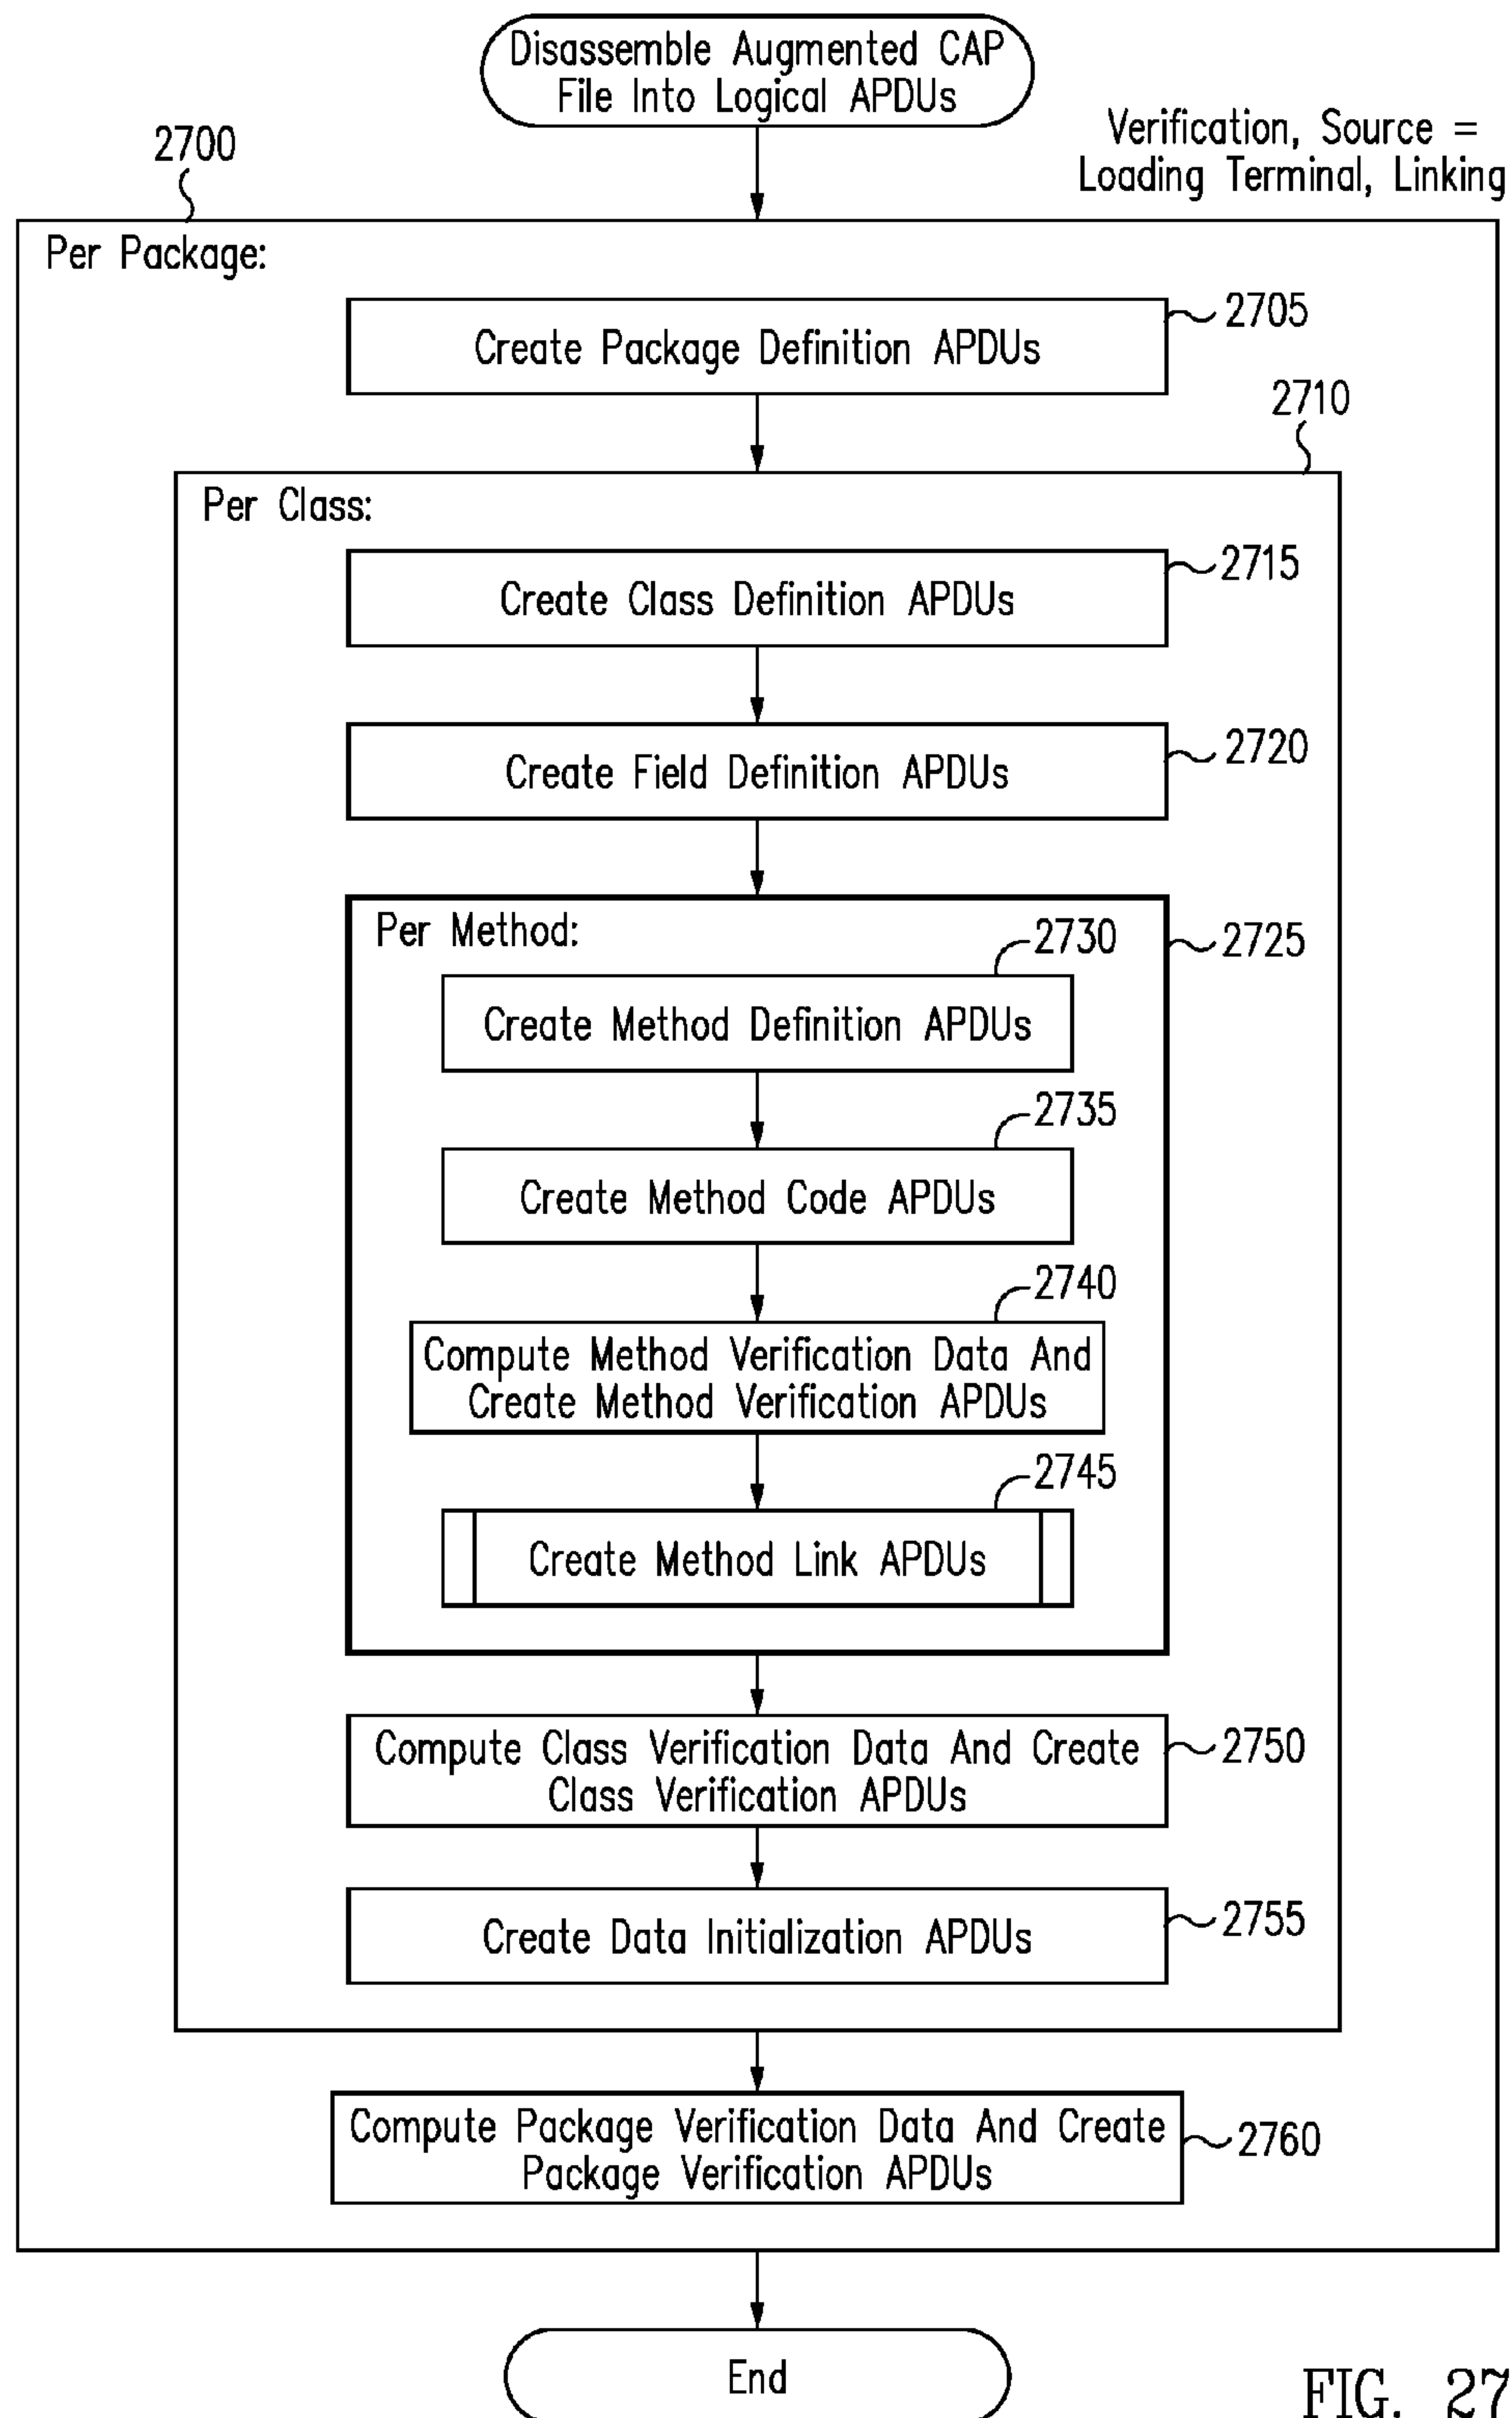 Disassemble Augmented CAP
File Into Logical APDUs
Verification, Source =
Loading Terminal, Linking
2700
Per Package:
2705
Create Package Definition APDUs
2710
Per Class:
2715
Create Class Definition APDUs
2720
Create Field Definition APDUs
Per Method:
2725
2730
Create Method Definition APDUs
2735
Create Method Code APDUs
2740
Compute Method Verification Data And
Create Method Verification APDUs
2745
Create Method Link APDUs
Compute Class Verification Data And Create
Class Verification APDUs
2750
2755
Create Data Initialization APDUs
Compute Package Verification Data And Create
Package Verification APDUs
2760
End
FIG. 27